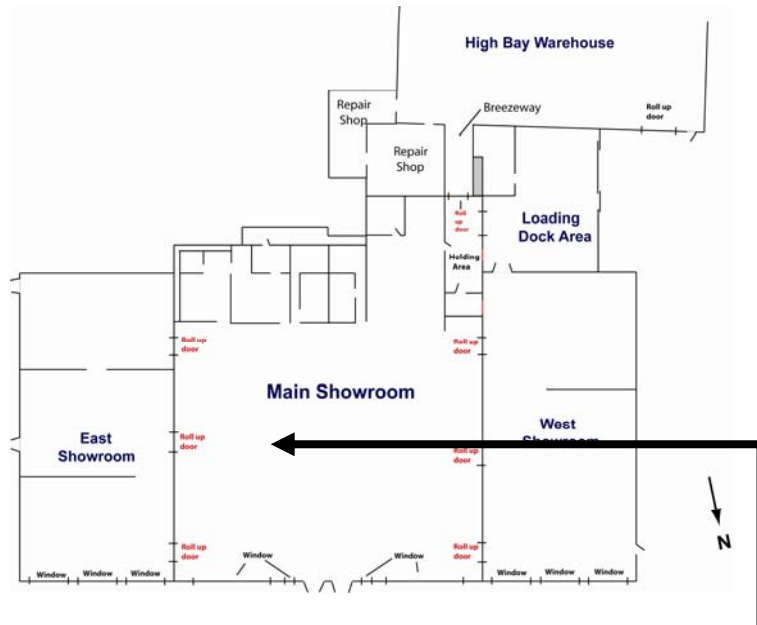 High Bay Warehouse
Repair
Shop
Breezeway
Roll up
door
Repair
Shop
Roll
up
door
Loading
Dock Area
Holding
Area
Roll up
door
Roll up
door
Main Showroom
East
Showroom
Roll up
door
West
Showroom
Roll up
door
N
Roll up
door
Roll up
door
Window
Window
Window
Window
Window
Window
Window
Window